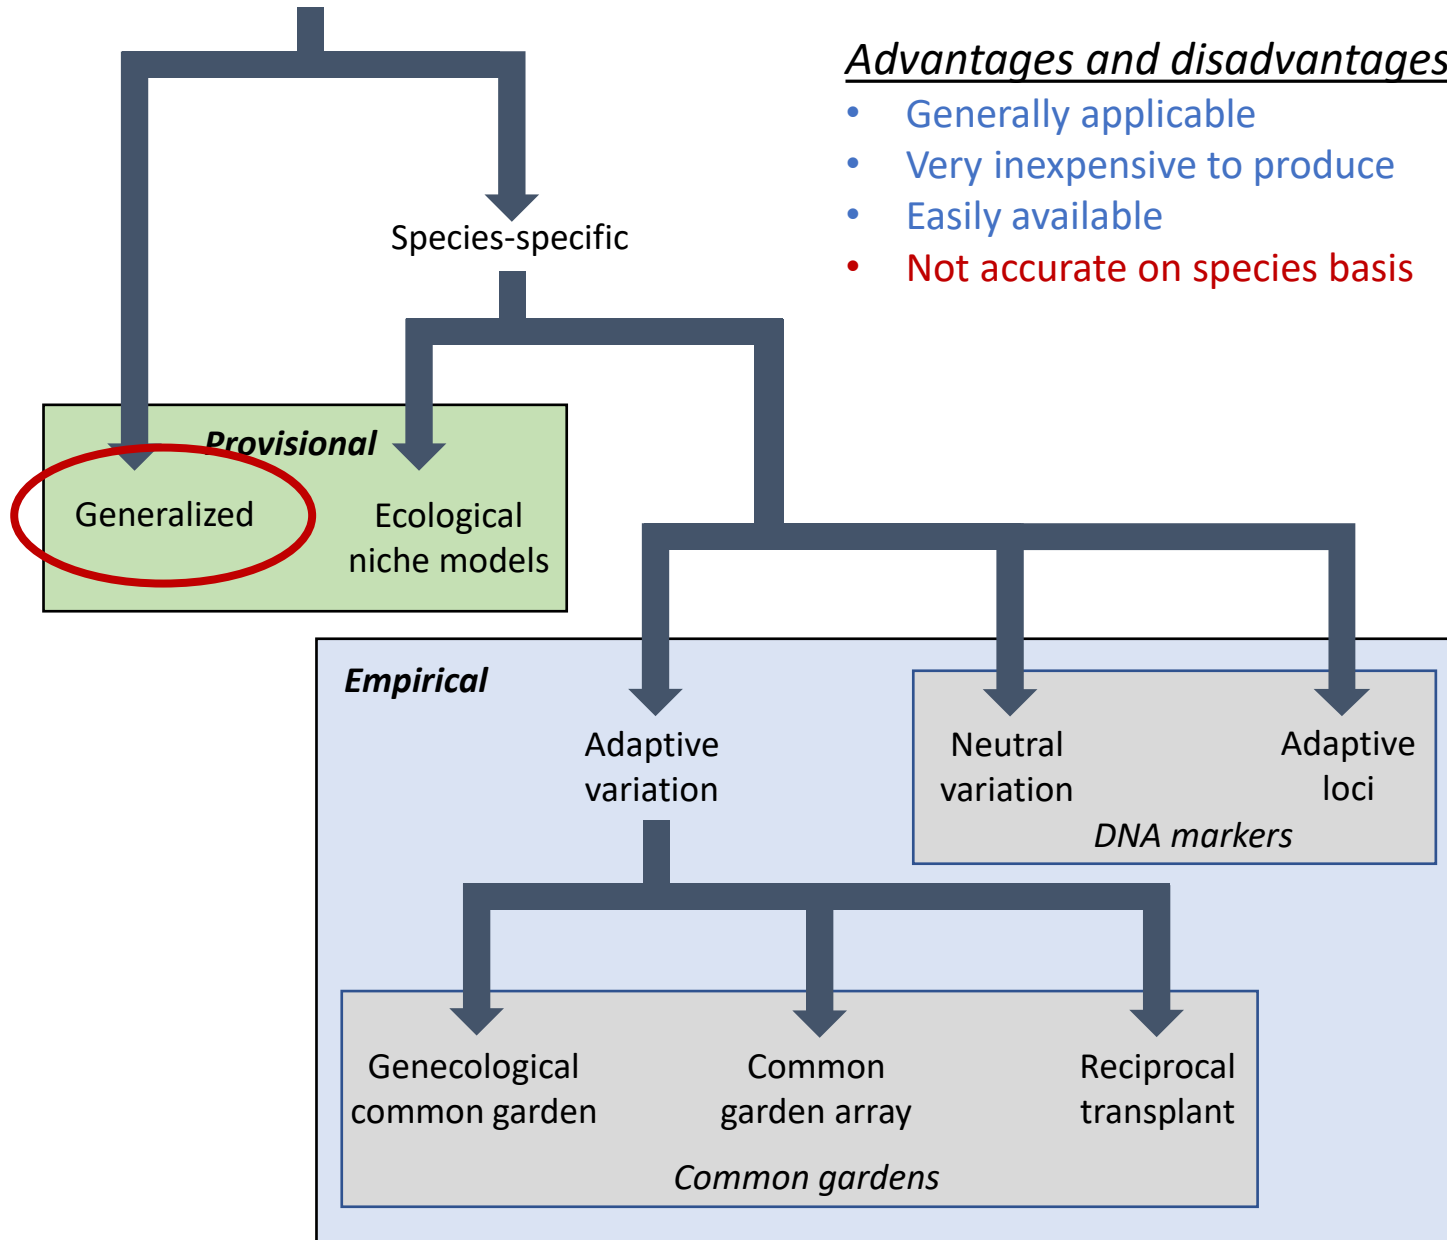 Advantages and disadvantages
• Generally applicable
• Very inexpensive to produce
• Easily available
• Not accurate on species basis
Species-specific
Provisional
Generalized
Ecological
niche models
Empirical
Adaptive
variation
Neutral
variation
Adaptive
loci
DNA markers
Genecological
common garden
Common
garden array
Reciprocal
transplant
Common gardens